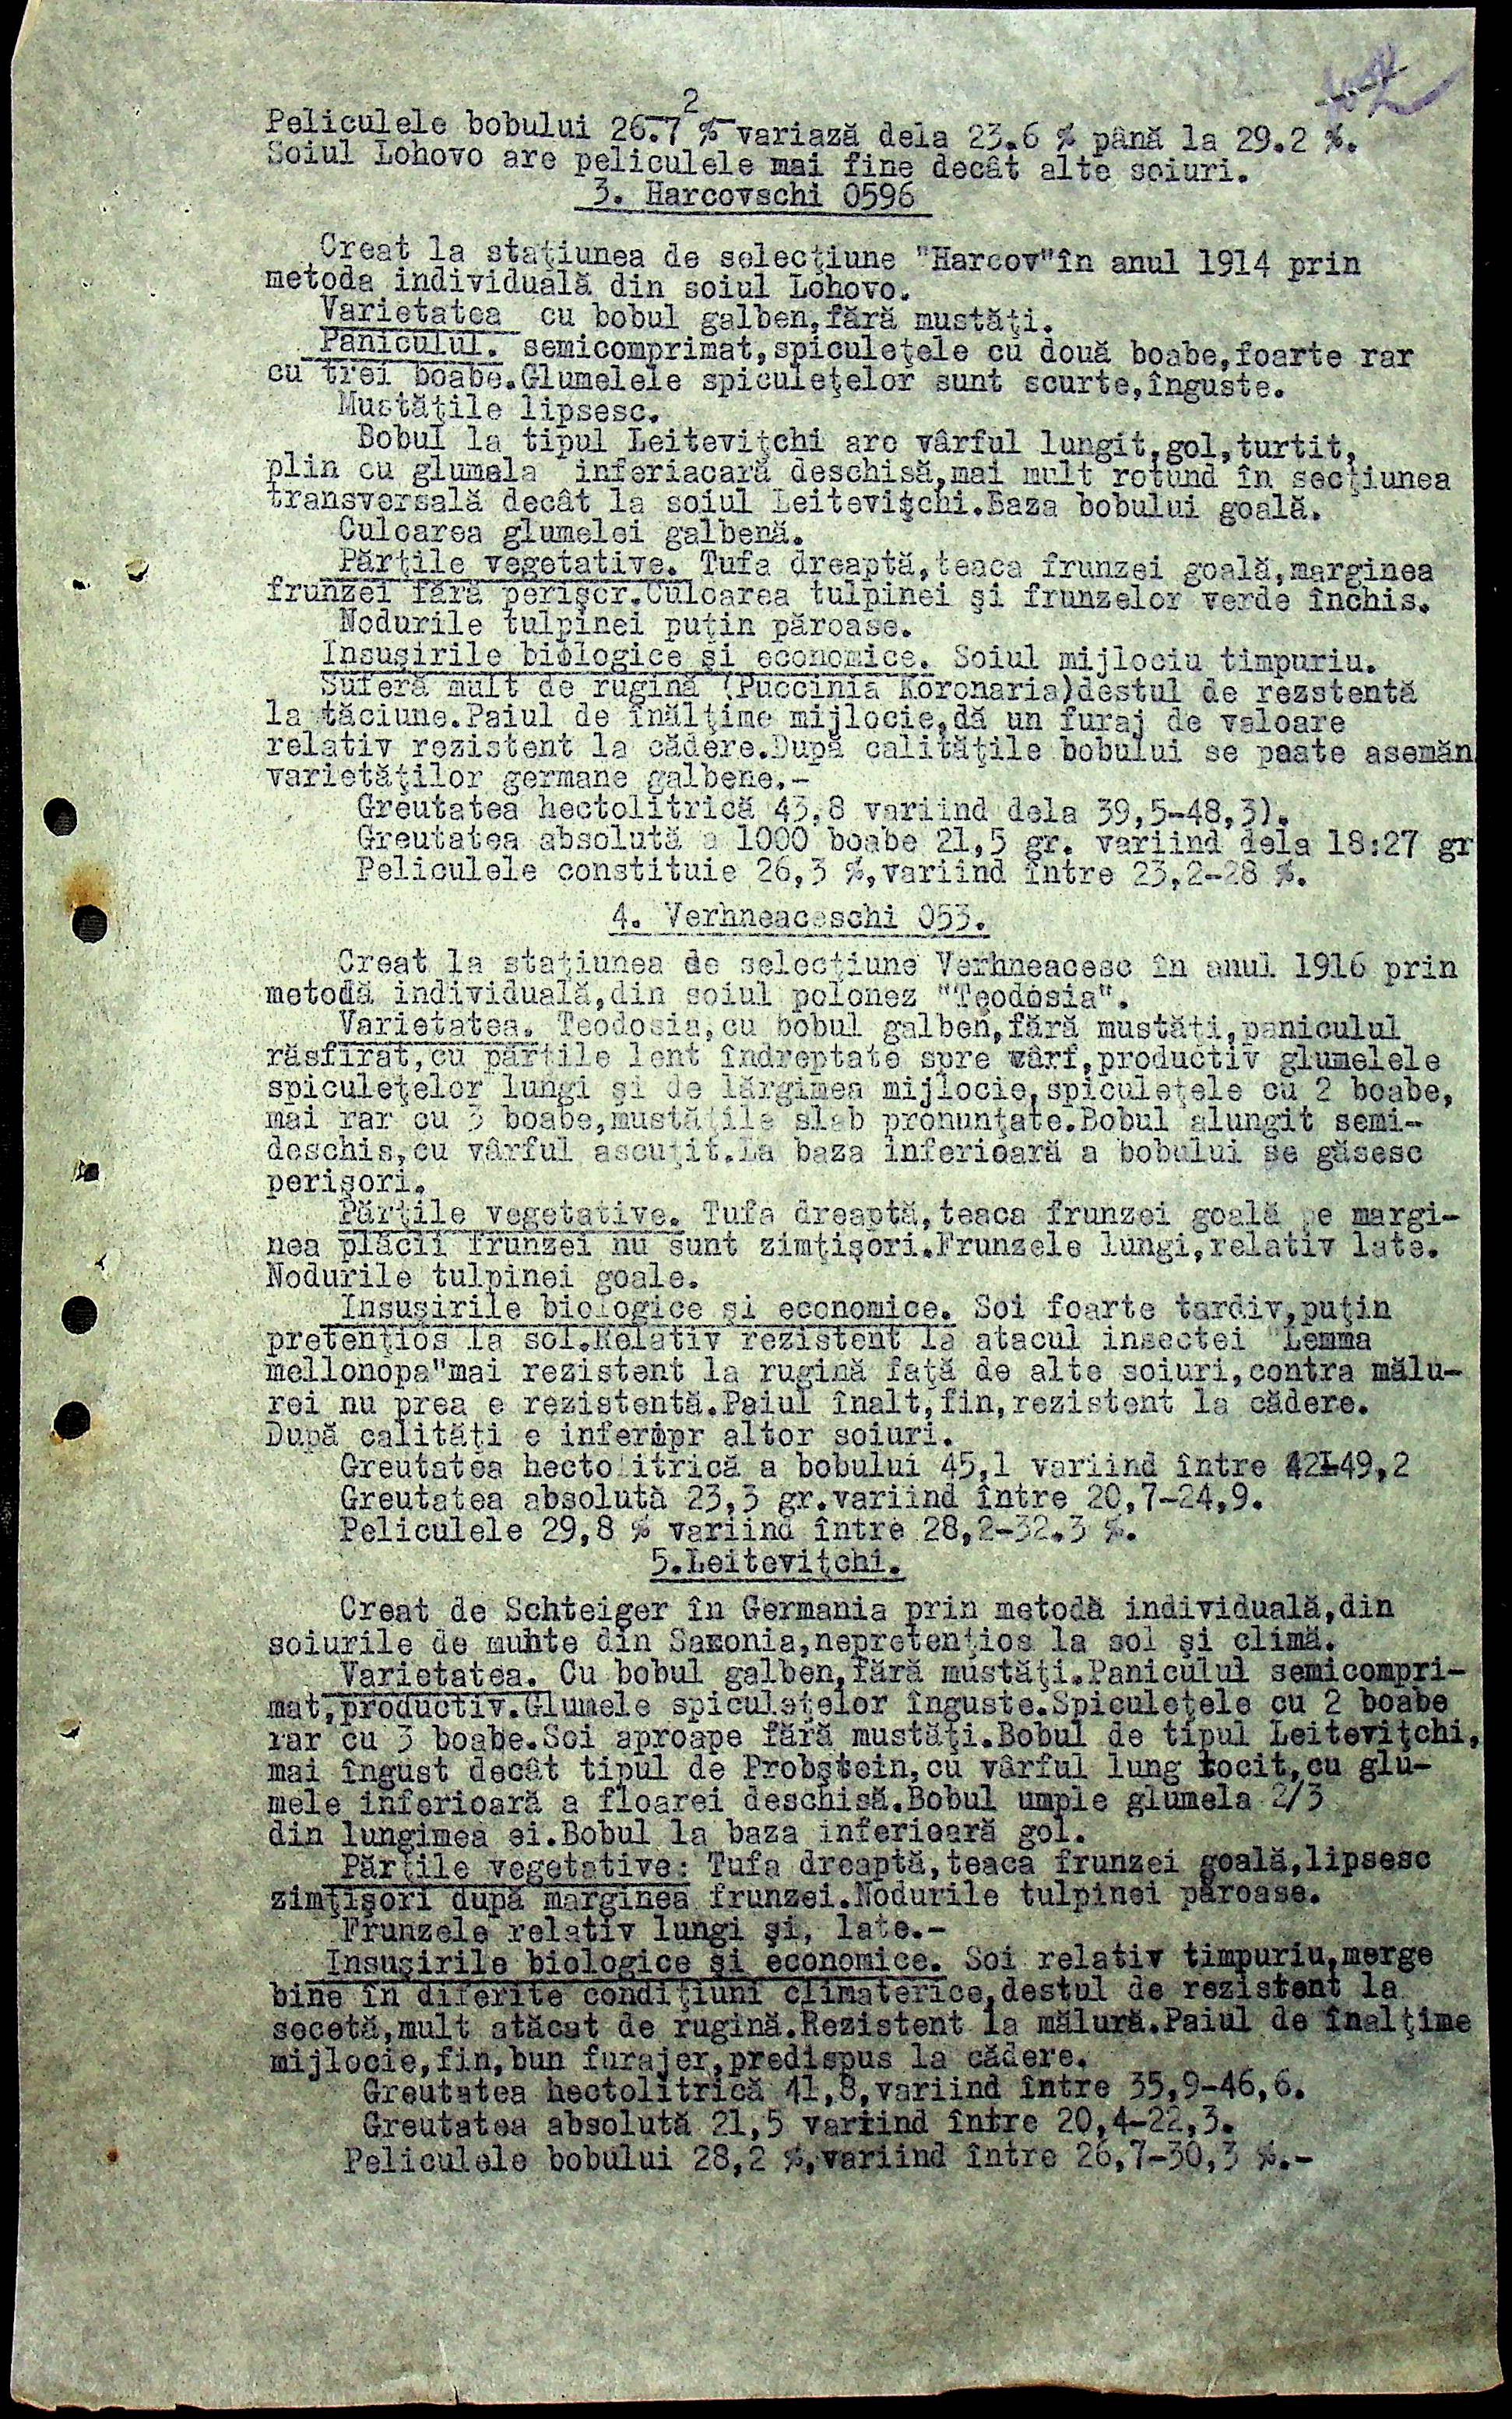 - 2 -
Peliculele bobului 26.7 % variază dela 23.6 % până la 29.2 %.
Soiul Lohovo are peliculele mai fine decât alte soiuri.
3. Harcovschi 0596
Creat la staţiunea de selecţiune "Harcov"în anul 1914 prin
metoda individuală din soiul Lohovo.
Varietatea cu bobul galben,fără mustăţi.
Paniculul. semicomprimat,spiculeţele cu două boabe,foarte rar
cu trei boabe.Glumelele spiculeţelor sunt scurte,înguste.
Mustăţile lipsesc.
Bobul la tipul Leiteviţchi are vârful lungit,gol,turtit,
plin cu glumela inferiacară deschisă,mai mult rotund în secţiunea
transversală decât la soiul Leiteviţchi.Baza bobului goală.
Culoarea glumelei galbenă.
Părţile vegetative. Tufa dreaptă,teaca frunzei goală,marginea
frunzei fără perişcr.Culoarea tulpinei şi frunzelor verde închis.
Nodurile tulpinei puţin păroase.
Insuşirile biologice şi economice. Soiul mijlociu timpuriu.
Suferă mult de rugină (Puccinia Koronaria)destul de rezstentă
la tăciune.Paiul de înălţime mijlocie,dă un furaj de valoare
relativ rezistent la cădere.După calităţile bobului se poate asemăn
varietăţilor germane galbene.-
Greutatea hectolitrică 43,8 variind dela 39,5-48,3).
Greutatea absolută a 1000 boabe 21,5 gr. variind dela 18:27 gr
Peliculele constituie 26,3 %,variind între 23,2-28 %.
4. Verhneaceschi 053.
Creat la staţiunea de selecţiune Verhneacesc în anul 1916 prin
metodă individuală,din soiul polonez "Teodosia".
Varietatea. Teodosia,cu bobul galben,fără mustăţi,paniculul
răsfirat,cu părţile lent îndreptate spre vârf,productiv glumelele
spiculeţelor lungi şi de lărgimea mijlocie,spiculeţele cu 2 boabe,
mai rar cu 3 boabe,mustăţile slab pronunţate.Bobul alungit semi-
deschis,cu vârful ascuţit.La baza inferioară a bobului se găsesc
perişori.
Părţile vegetative. Tufa dreaptă,teaca frunzei goală pe margi-
nea plăcii frunzei nu sunt zimţişori.Frunzele lungi,relativ late.
Nodurile tulpinei goale.
Insuşirile biologice şi economice. Soi foarte tardiv,puţin
pretenţios la sol.Relativ rezistent la atacul insectei "Lemma
mellonopa"mai rezistent la rugină faţă de alte soiuri,contra mălu-
rei nu prea e rezistentă.Paiul înalt,fin,rezistent la cădere.
După calităţi e inferipr altor soiuri.
Greutatea hectolitrică a bobului 45,1 variind între 42-49,2
Greutatea absolută 23,3 gr.variind între 20,7-24,9.
Peliculele 29,8 % variind între 28,2-32.3 %.
5.Leiteviţchi.
Creat de Schteiger în Germania prin metodă individuală,din
soiurile de munte din Saxonia,nepretenţios la sol şi climă.
Varietatea. Cu bobul galben,fără mustăţi.Paniculul semicompri-
mat,productiv.Glumele spiculeţelor înguste.Spiculeţele cu 2 boabe
rar cu 3 boabe.Soi aproape fără mustăţi.Bobul de tipul Leiteviţchi,
mai îngust decât tipul de Probştein,cu vârful lung tocit,cu glu-
mele inferioară a floarei deschisă.Bobul umple glumela 2/3
din lungimea ei.Bobul la baza inferioară gol.
Părţile vegetative: Tufa dreaptă,teaca frunzei goală,lipsesc
zimţişori după marginea frunzei.Nodurile tulpinei păroase.
Frunzele relativ lungi şi, late.-
Insuşirile biologice şi economice. Soi relativ timpuriu,merge
bine în diferite condiţiuni climaterice,destul de rezistent la
secetă,mult atăcat de rugină.Rezistent la mălură.Paiul de înalţime
mijlocie,fin,bun furajer,predispus la cădere.
Greutatea hectolitrică 41,8,variind între 35,9-46,6.
Greutatea absolută 21,5 variind între 20,4-22,3.
Peliculele bobului 28,2 %,variind între 26,7-30,3 %.-